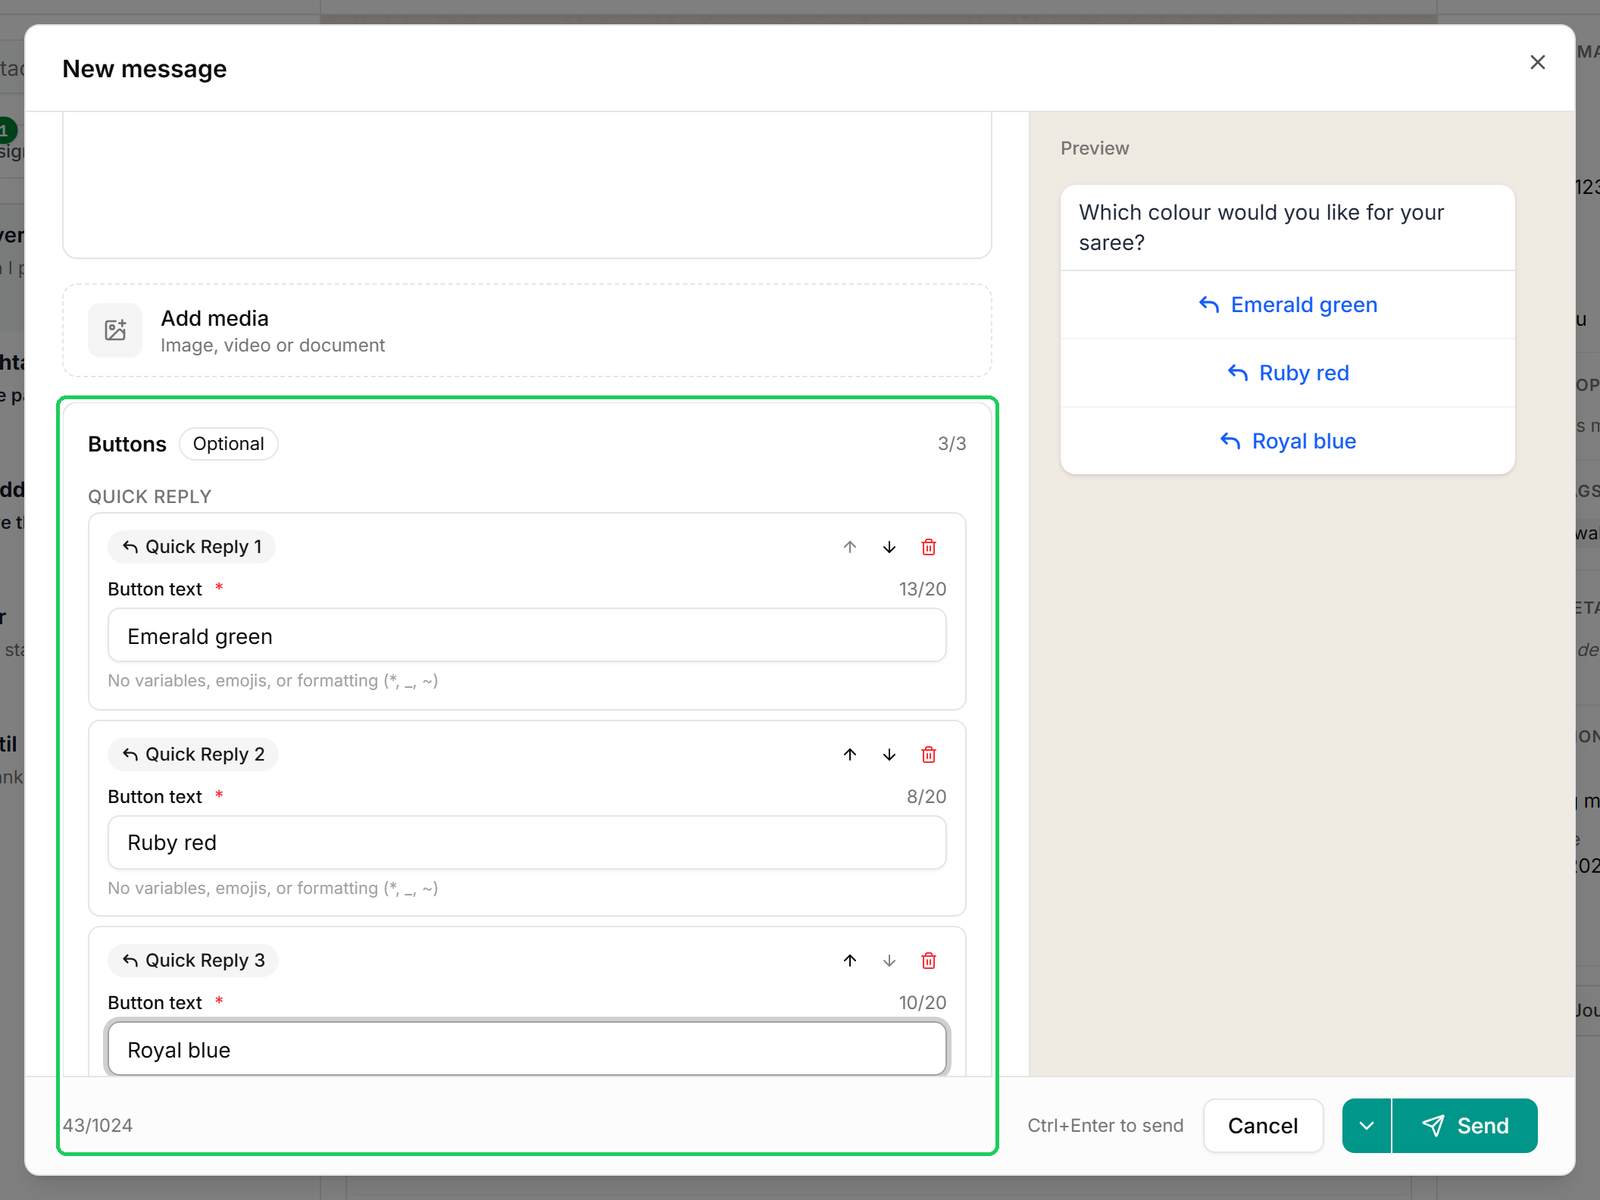 New message
Add media
Image, video or document
Buttons Optional 3/3
QUICK REPLY
Quick Reply 1
Button text * 13/20
Emerald green
No variables, emojis, or formatting (*, _, ~)
Quick Reply 2
Button text * 8/20
Ruby red
No variables, emojis, or formatting (*, _, ~)
Quick Reply 3
Button text * 10/20
Royal blue
43/1024
Preview
Which colour would you like for your
saree?
Emerald green
Ruby red
Royal blue
Ctrl+Enter to send
Cancel
Send